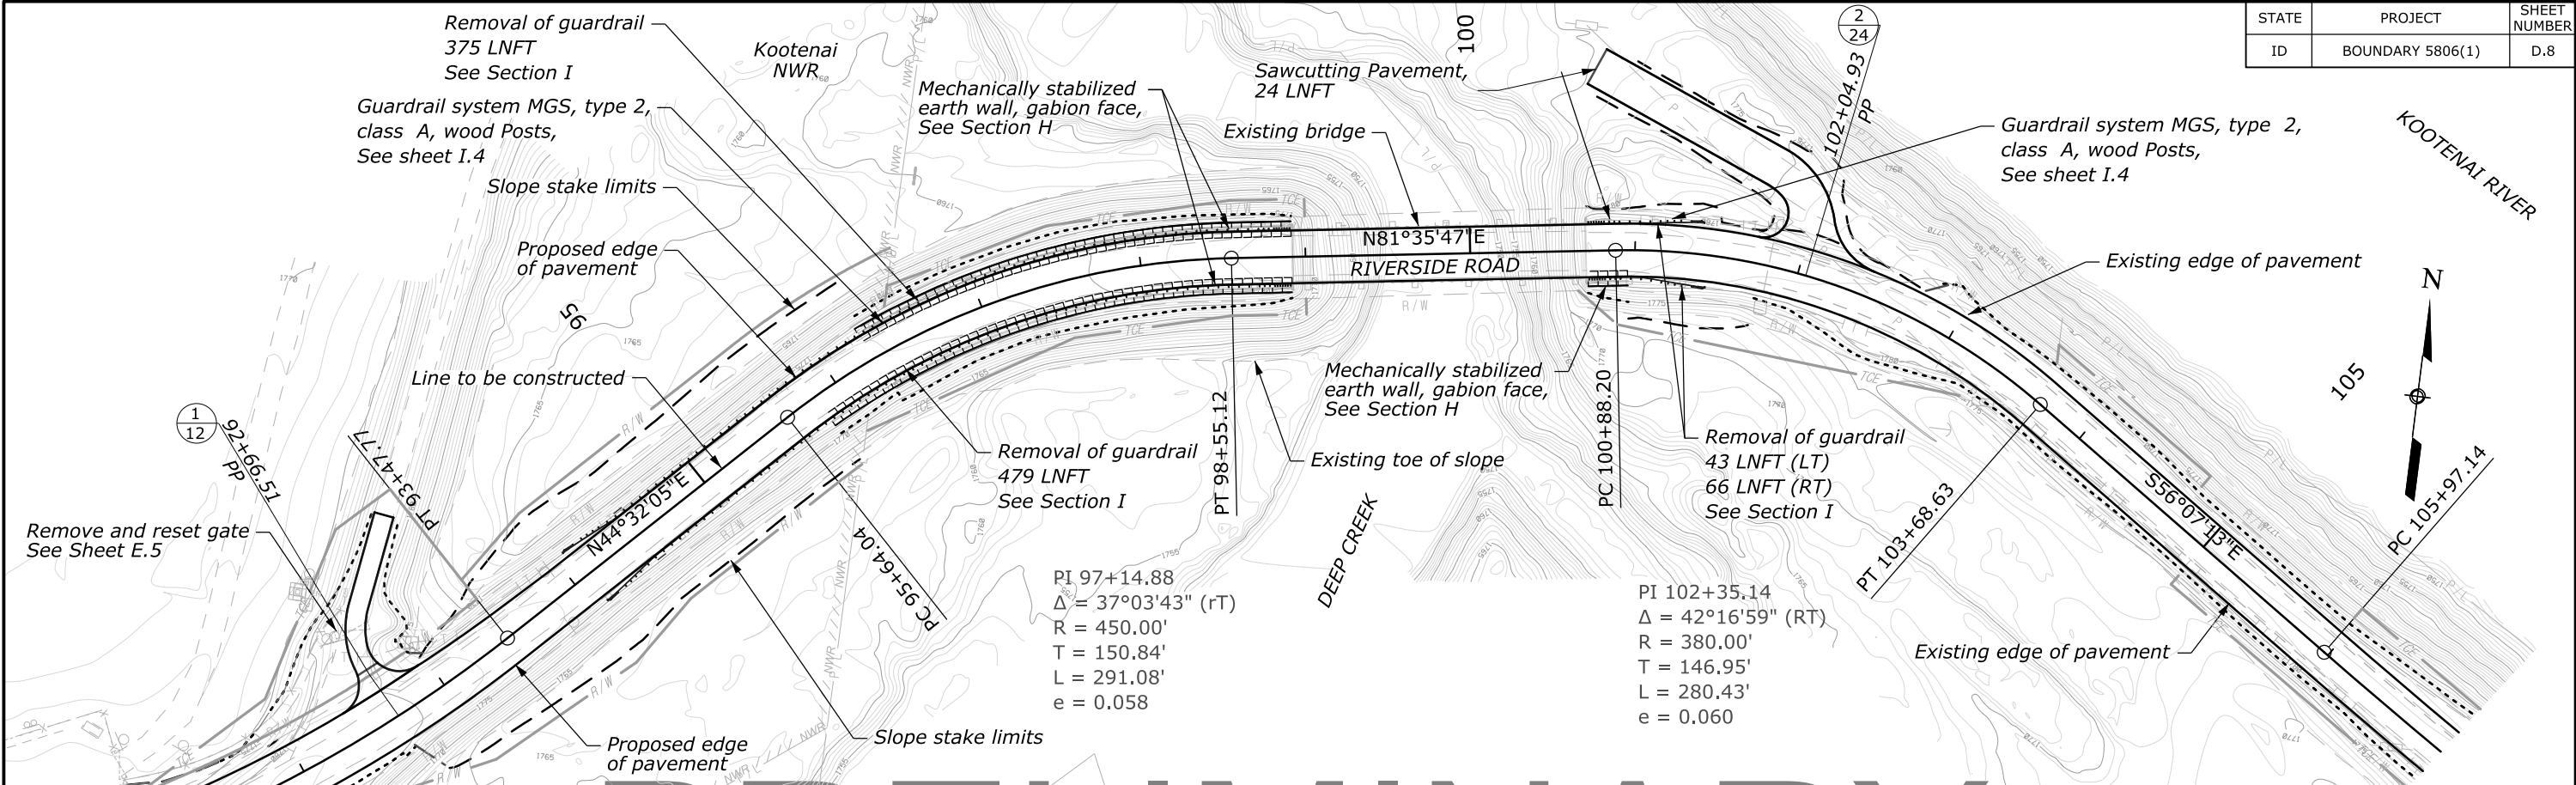 STATE PROJECT SHEET NUMBER
ID BOUNDARY 5806(1) D.8
Removal of guardrail
375 LNFT
See Section I
Kootenai
NWR
Guardrail system MGS, type 2,
class A, wood Posts,
See sheet I.4
Mechanically stabilized
earth wall, gabion face,
See Section H
100
Sawcutting Pavement,
24 LNFT
Existing bridge
2
24
102+04.93
PP
Guardrail system MGS, type 2,
class A, wood Posts,
See sheet I.4
KOOTENAI RIVER
Slope stake limits
Proposed edge
of pavement
95
Line to be constructed
N81°35'47"E
RIVERSIDE ROAD
Existing edge of pavement
N
105
1
12
92+66.51
PP
PT 93+47.77
Remove and reset gate
See Sheet E.5
N44°32'05"E
PC 95+64.04
Removal of guardrail
479 LNFT
See Section I
PT 98+55.12
Existing toe of slope
Mechanically stabilized
earth wall, gabion face,
See Section H
PC 100+88.20
Removal of guardrail
43 LNFT (LT)
66 LNFT (RT)
See Section I
PT 103+68.63
S56°07'13"E
PC 105+97.14
DEEP CREEK
PI 97+14.88
Δ = 37°03'43" (rT)
R = 450.00'
T = 150.84'
L = 291.08'
e = 0.058
PI 102+35.14
Δ = 42°16'59" (RT)
R = 380.00'
T = 146.95'
L = 280.43'
e = 0.060
Existing edge of pavement
Proposed edge
of pavement
Slope stake limits